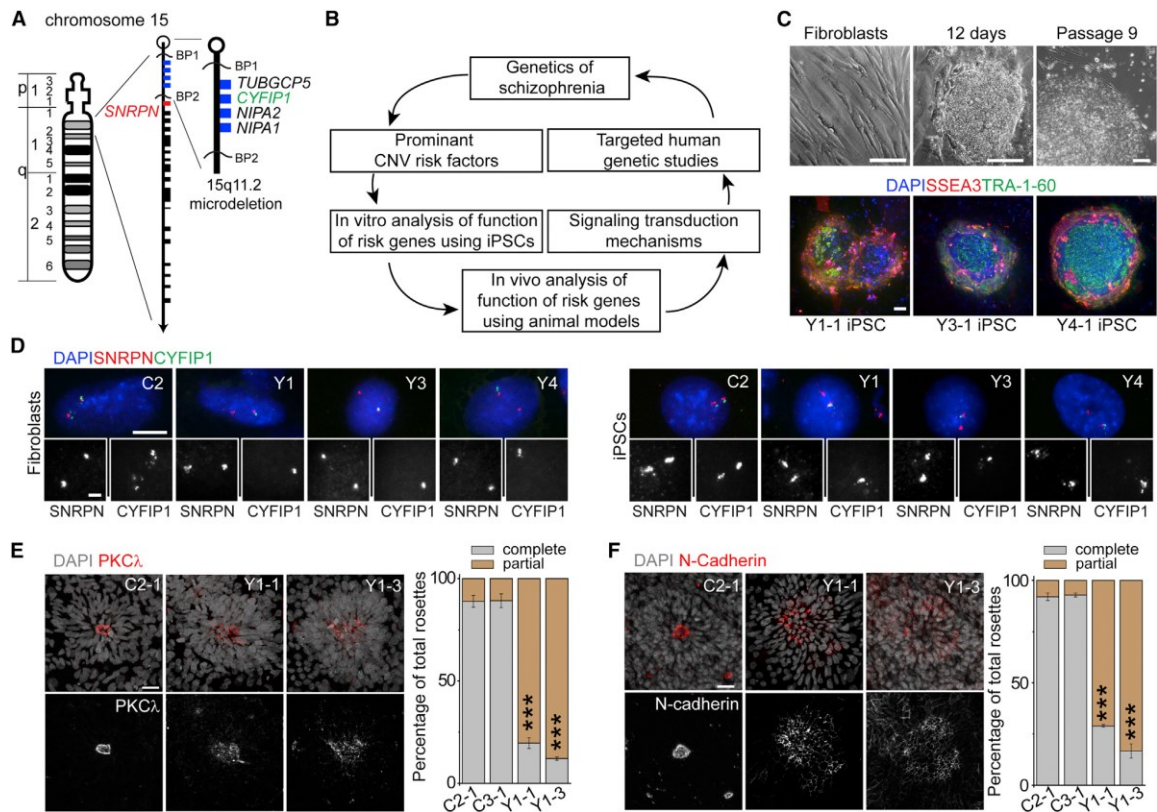 A
chromosome 15
p
3
2
1
1
1
2
3
4
5
q
1
2
2
3
4
5
6
BP1
BP2
SNRPN
BP1
TUBGCP5
CYFIP1
NIPA2
NIPA1
BP2
15q11.2
microdeletion
B
Genetics of
schizophrenia
Prominant
CNV risk factors
In vitro analysis of function
of risk genes using iPSCs
In vivo analysis of
function of risk genes
using animal models
Signaling transduction
mechanisms
Targeted human
genetic studies
C
Fibroblasts
12 days
Passage 9
DAPISSEA3TRA-1-60
Y1-1 iPSC
Y3-1 iPSC
Y4-1 iPSC
D
DAPISNRPNCYFIP1
Fibroblasts
C2
Y1
Y3
Y4
SNRPN CYFIP1
SNRPN CYFIP1
SNRPN CYFIP1
SNRPN CYFIP1
iPSCs
C2
Y1
Y3
Y4
SNRPN CYFIP1
SNRPN CYFIP1
SNRPN CYFIP1
SNRPN CYFIP1
E
DAPI PKCλ
C2-1
Y1-1
Y1-3
PKCλ
complete
partial
Percentage of total rosettes
100
50
0
***
***
C2-1
C3-1
Y1-1
Y1-3
F
DAPI N-Cadherin
C2-1
Y1-1
Y1-3
N-cadherin
complete
partial
Percentage of total rosettes
100
50
0
***
***
C2-1
C3-1
Y1-1
Y1-3